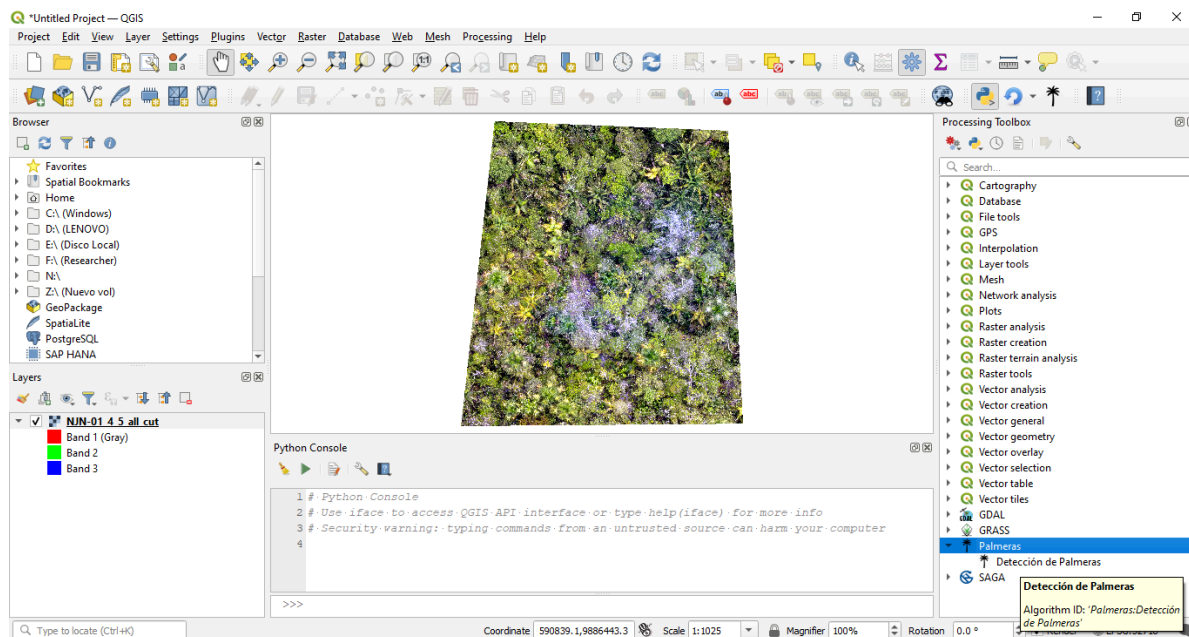 *Untitled Project — QGIS
Project Edit View Layer Settings Plugins Vector Raster Database Web Mesh Processing Help
Browser
Favorites
Spatial Bookmarks
Home
C:\ (Windows)
D:\ (LENOVO)
E:\ (Disco Local)
F:\ (Researcher)
N:\
Z:\ (Nuevo vol)
GeoPackage
SpatiaLite
PostgreSQL
SAP HANA
Layers
NJN-01_4_5_all_cut
Band 1 (Gray)
Band 2
Band 3
Python Console
1 # Python Console
2 # Use iface to access QGIS API interface or type help(iface) for more info
3 # Security warning: typing commands from an untrusted source can harm your computer
4
>>>
Processing Toolbox
Search...
Cartography
Database
File tools
GPS
Interpolation
Layer tools
Mesh
Network analysis
Plots
Raster analysis
Raster creation
Raster terrain analysis
Raster tools
Vector analysis
Vector creation
Vector general
Vector geometry
Vector overlay
Vector selection
Vector table
Vector tiles
GDAL
GRASS
Palmeras
Detección de Palmeras
SAGA
Detección de Palmeras
Algorithm ID: 'Palmeras:Detección
de Palmeras'
Type to locate (Ctrl+K)
Coordinate 590839.1,9886443.3 Scale 1:1025 Magnifier 100% Rotation 0.0 °